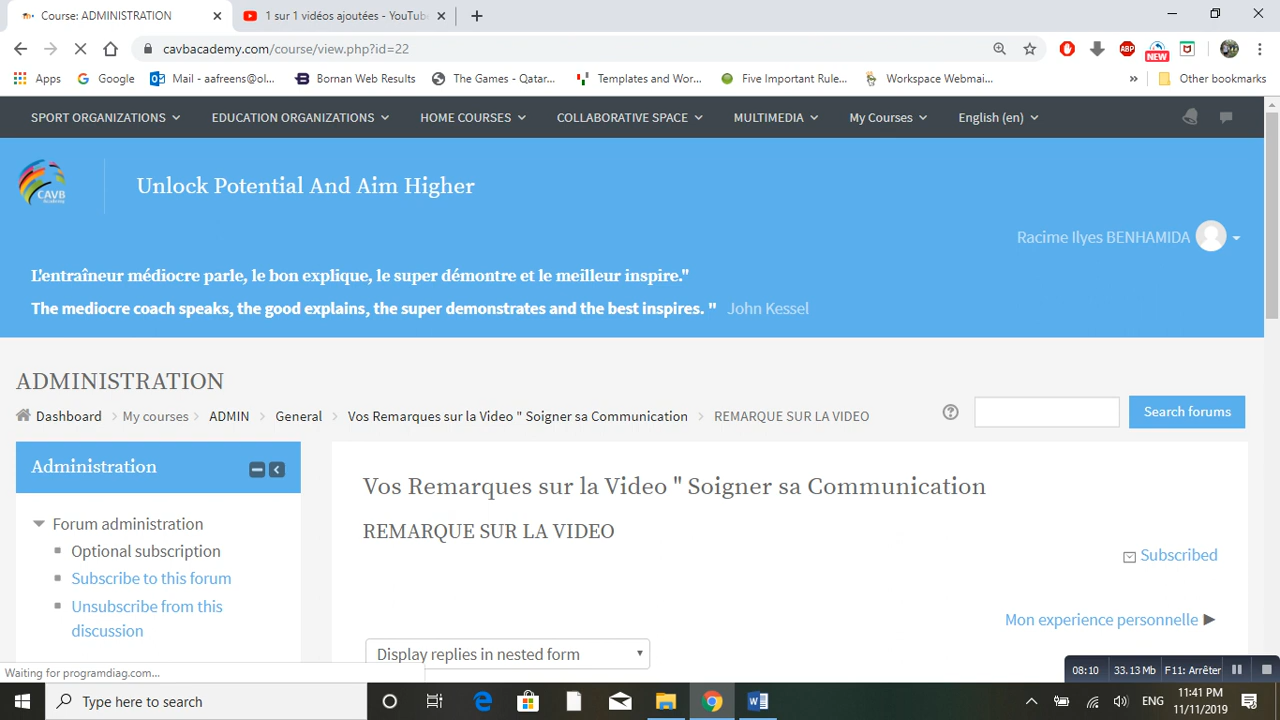 Course: ADMINISTRATION
1 sur 1 vidéos ajoutées - YouTube
cavbacademy.com/course/view.php?id=22
ABP
NEW
Apps
Google
Mail - aafreens@ol...
Bornan Web Results
The Games - Qatar...
Templates and Wor...
Five Important Rule...
Workspace Webmai...
Other bookmarks
SPORT ORGANIZATIONS
EDUCATION ORGANIZATIONS
HOME COURSES
COLLABORATIVE SPACE
MULTIMEDIA
My Courses
English (en)
CAVB
Unlock Potential And Aim Higher
Racime Ilyes BENHAMIDA
L'entraîneur médiocre parle, le bon explique, le super démontre et le meilleur inspire."
The mediocre coach speaks, the good explains, the super demonstrates and the best inspires. " John Kessel
ADMINISTRATION
Dashboard
My courses
ADMIN
General
Vos Remarques sur la Video " Soigner sa Communication
REMARQUE SUR LA VIDEO
Search forums
Administration
Forum administration
Optional subscription
Subscribe to this forum
Unsubscribe from this
discussion
Vos Remarques sur la Video " Soigner sa Communication
REMARQUE SUR LA VIDEO
Subscribed
Mon experience personnelle
Display replies in nested form
Waiting for programdiag.com...
08:10
33.13 Mb
F11: Arrêter
Type here to search
ENG
11:41 PM
11/11/2019